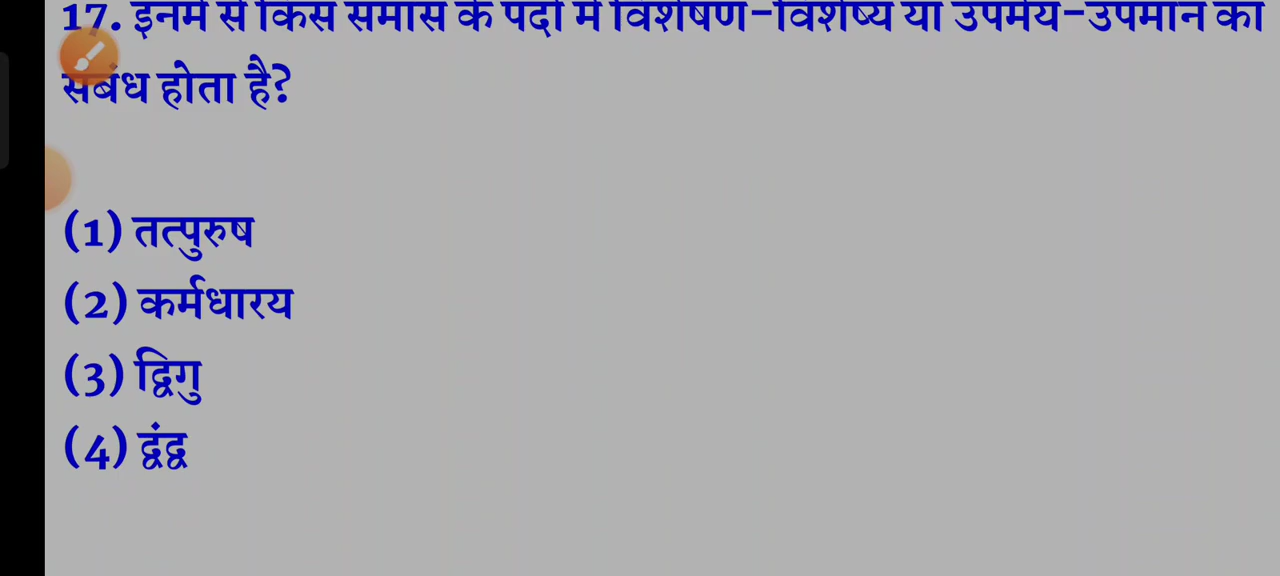 17. इनमें से किस समास के पदों में विशेषण-विशेष्य या उपमेय-उपमान का
संबंध होता है?
(1) तत्पुरुष
(2) कर्मधारय
(3) द्विगु
(4) द्वंद्व